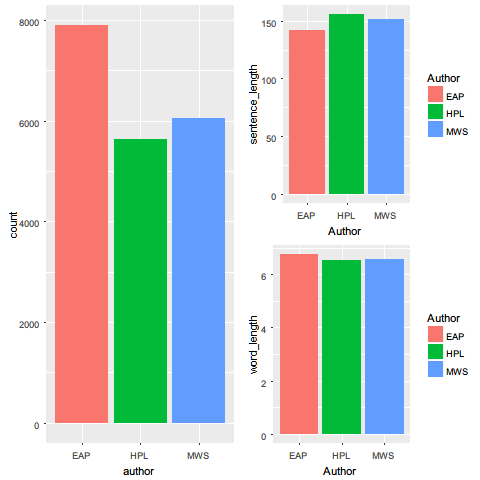 8000
6000
4000
2000
0
count
EAP HPL MWS
author
150
100
50
0
sentence_length
EAP HPL MWS
Author
Author
EAP
HPL
MWS
6
4
2
0
word_length
EAP HPL MWS
Author
Author
EAP
HPL
MWS